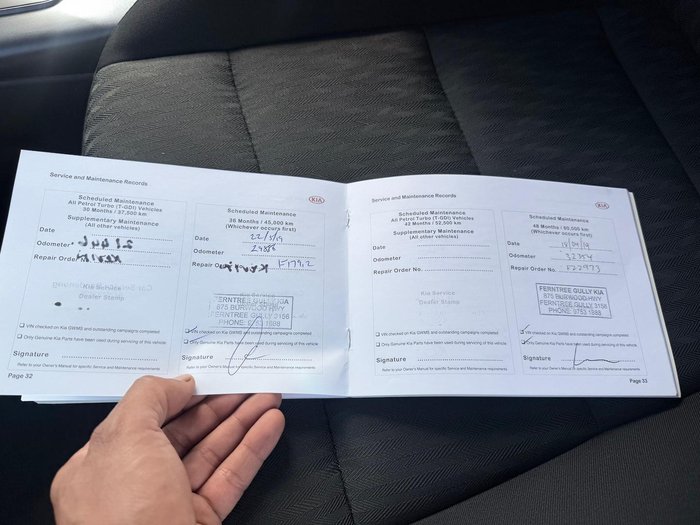 Service and Maintenance Records
Scheduled Maintenance
All Petrol Turbo (T-GDI) Vehicles
30 Months / 37,500 km
Supplementary Maintenance
(All other vehicles)
Date
Odometer
Repair Order No.
Kia Service
Dealer Stamp
VIN checked on Kia GWMS and outstanding campaigns completed
Only Genuine Kia Parts have been used during servicing of this vehicle
Signature
Refer to your Owner's Manual for specific Service and Maintenance requirements
Page 32
KIA
Scheduled Maintenance
36 Months / 45,000 km
(Whichever occurs first)
Date
Odometer
Repair Order
FERNTREE GULLY KIA
875 BURWOOD HWY
FERNTREE GULLY 3156
PHONE: 9753 1888
VIN checked on Kia GWMS and outstanding campaigns completed
Only Genuine Kia Parts have been used during servicing of this vehicle
Signature
Refer to your Owner's Manual for specific Service and Maintenance requirements
Service and Maintenance Records
Scheduled Maintenance
All Petrol Turbo (T-GDI) Vehicles
42 Months / 52,500 km
Supplementary Maintenance
(All other vehicles)
Date
Odometer
Repair Order No.
Kia Service
Dealer Stamp
VIN checked on Kia GWMS and outstanding campaigns completed
Only Genuine Kia Parts have been used during servicing of this vehicle
Signature
Refer to your Owner's Manual for specific Service and Maintenance requirements
KIA
Scheduled Maintenance
48 Months / 60,000 km
(Whichever occurs first)
Date
Odometer
Repair Order No.
FERNTREE GULLY KIA
875 BURWOOD HWY
FERNTREE GULLY 3156
PHONE: 9753 1888
VIN checked on Kia GWMS and outstanding campaigns completed
Only Genuine Kia Parts have been used during servicing of this vehicle
Signature
Refer to your Owner's Manual for specific Service and Maintenance requirements
Page 33